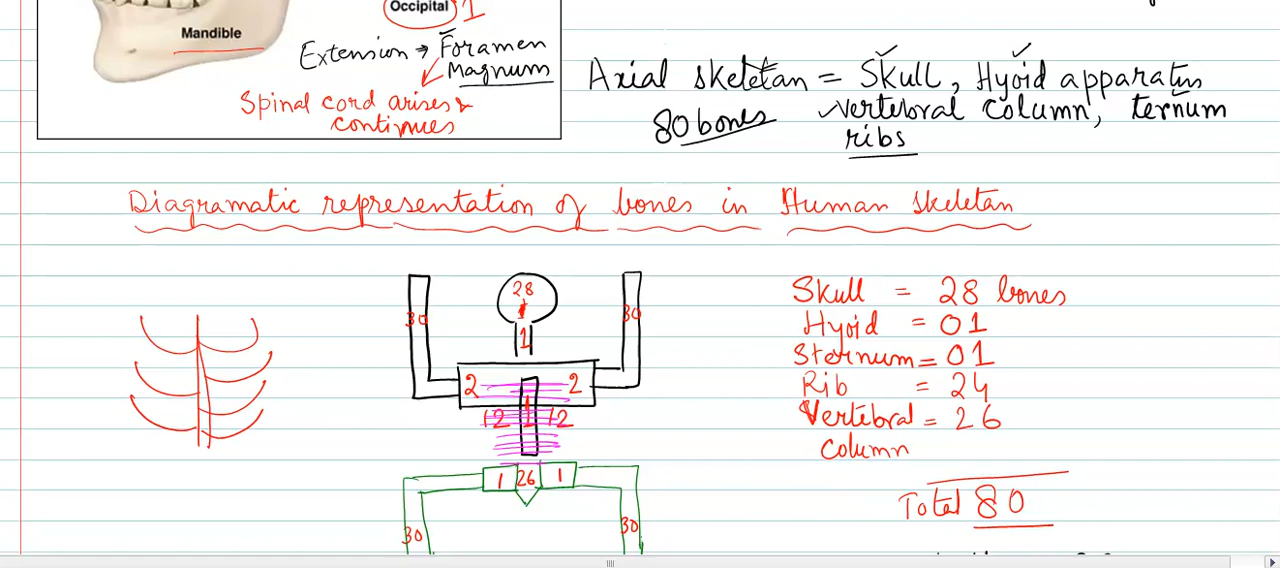 Occipital 1
Mandible
Extension → Foramen
Magnum
Spinal cord arises &
continues
Axial skeletan = Skull, Hyoid apparatus
80 bones vertebral column, ternum
ribs
Diagramatic representation of bones in Human skeletan
28
1
30
30
1
2
2
12 1 12
1 26 1
30
30
Skull = 28 bones
Hyoid = 01
Sternum = 01
Rib = 24
Vertibral = 26
Column
Total 80